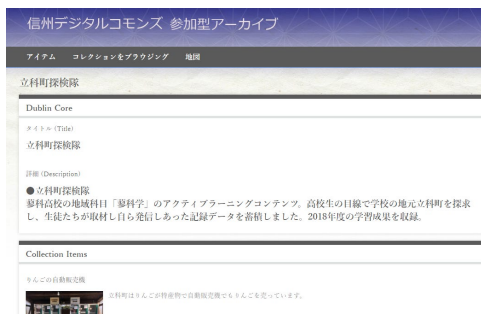 信州デジタルコモンズ 参加型アーカイブ
アイテム コレクションをブラウジング 地図
立科町探検隊
Dublin Core
タイトル (Title)
立科町探検隊
詳細 (Description)
●立科町探検隊
蓼科高校の地域科目「蓼科学」のアクティブラーニングコンテンツ。高校生の目線で学校の地元立科町を探求
し、生徒たちが取材し自ら発信しあった記録データを蓄積しました。2018年度の学習成果を収録。
Collection Items
りんごの自動販売機
立科町はりんごが特産物で自動販売機でもりんごを売っています。